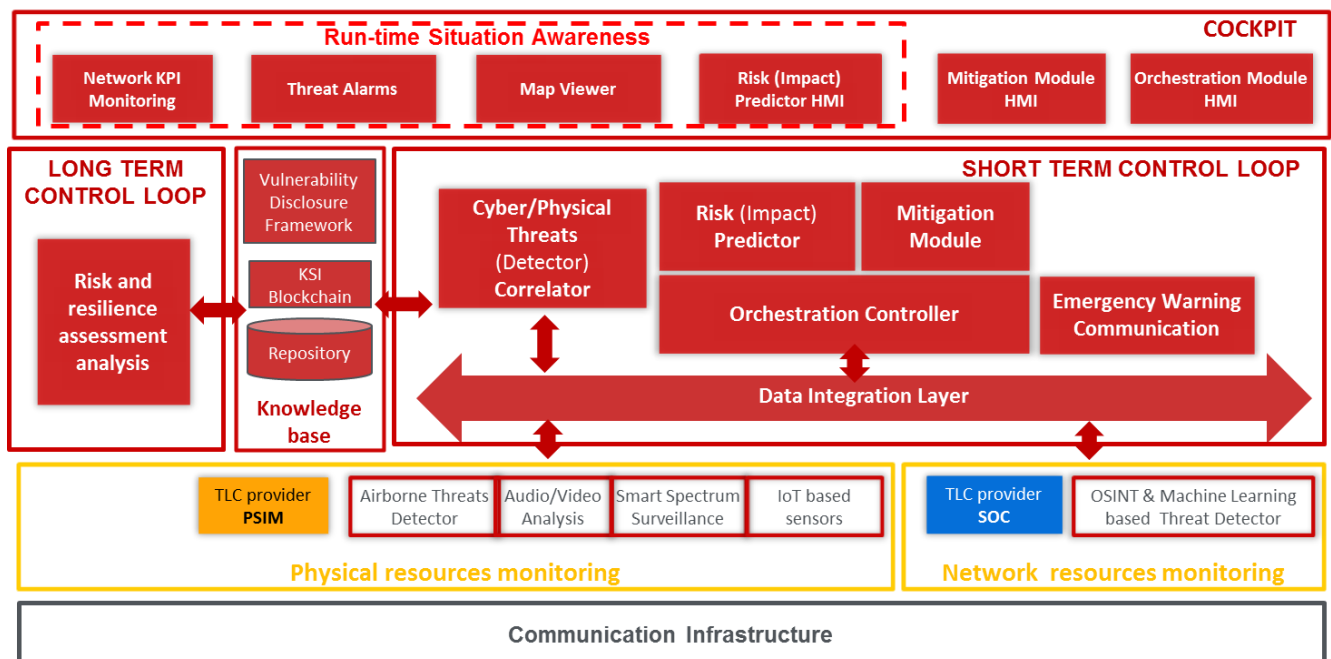 COCKPIT
Run-time Situation Awareness
Network KPI
Monitoring
Threat Alarms
Map Viewer
Risk (Impact)
Predictor HMI
Mitigation Module
HMI
Orchestration Module
HMI
LONG TERM
CONTROL LOOP
Risk and
resilience
assessment
analysis
Vulnerability
Disclosure
Framework
KSI
Blockchain
Repository
Knowledge
base
SHORT TERM CONTROL LOOP
Cyber/Physical
Threats
(Detector)
Correlator
Risk (Impact)
Predictor
Mitigation
Module
Orchestration Controller
Emergency Warning
Communication
Data Integration Layer
TLC provider
PSIM
Airborne Threats
Detector
Audio/Video
Analysis
Smart Spectrum
Surveillance
IoT based
sensors
Physical resources monitoring
TLC provider
SOC
OSINT & Machine Learning
based Threat Detector
Network resources monitoring
Communication Infrastructure